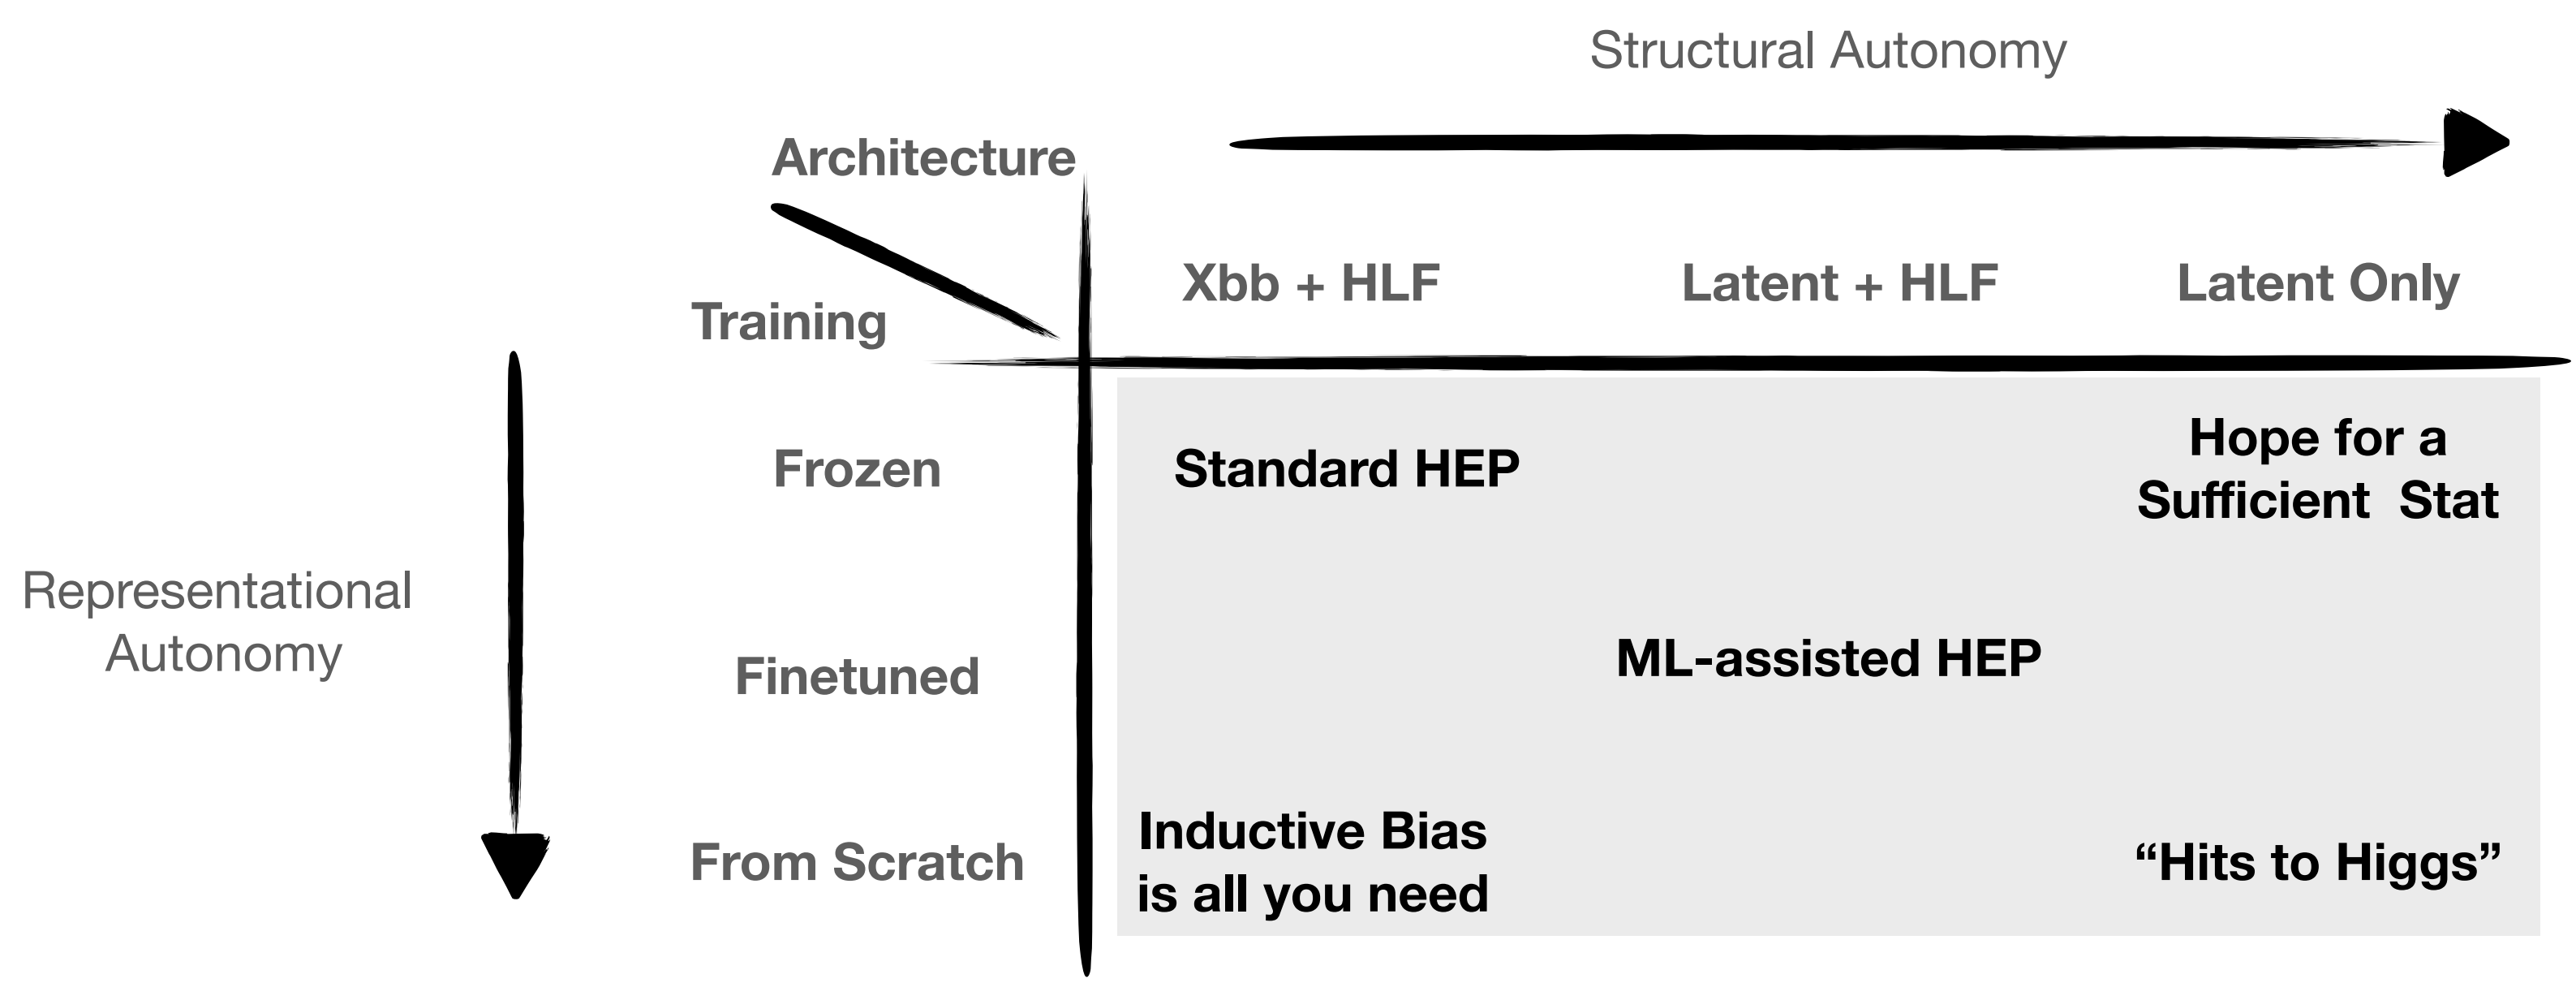 Structural Autonomy
Architecture
Training
Xbb + HLF
Latent + HLF
Latent Only
Representational
Autonomy
Frozen
Standard HEP
Hope for a
Sufficient Stat
Finetuned
ML-assisted HEP
From Scratch
Inductive Bias
is all you need
“Hits to Higgs”